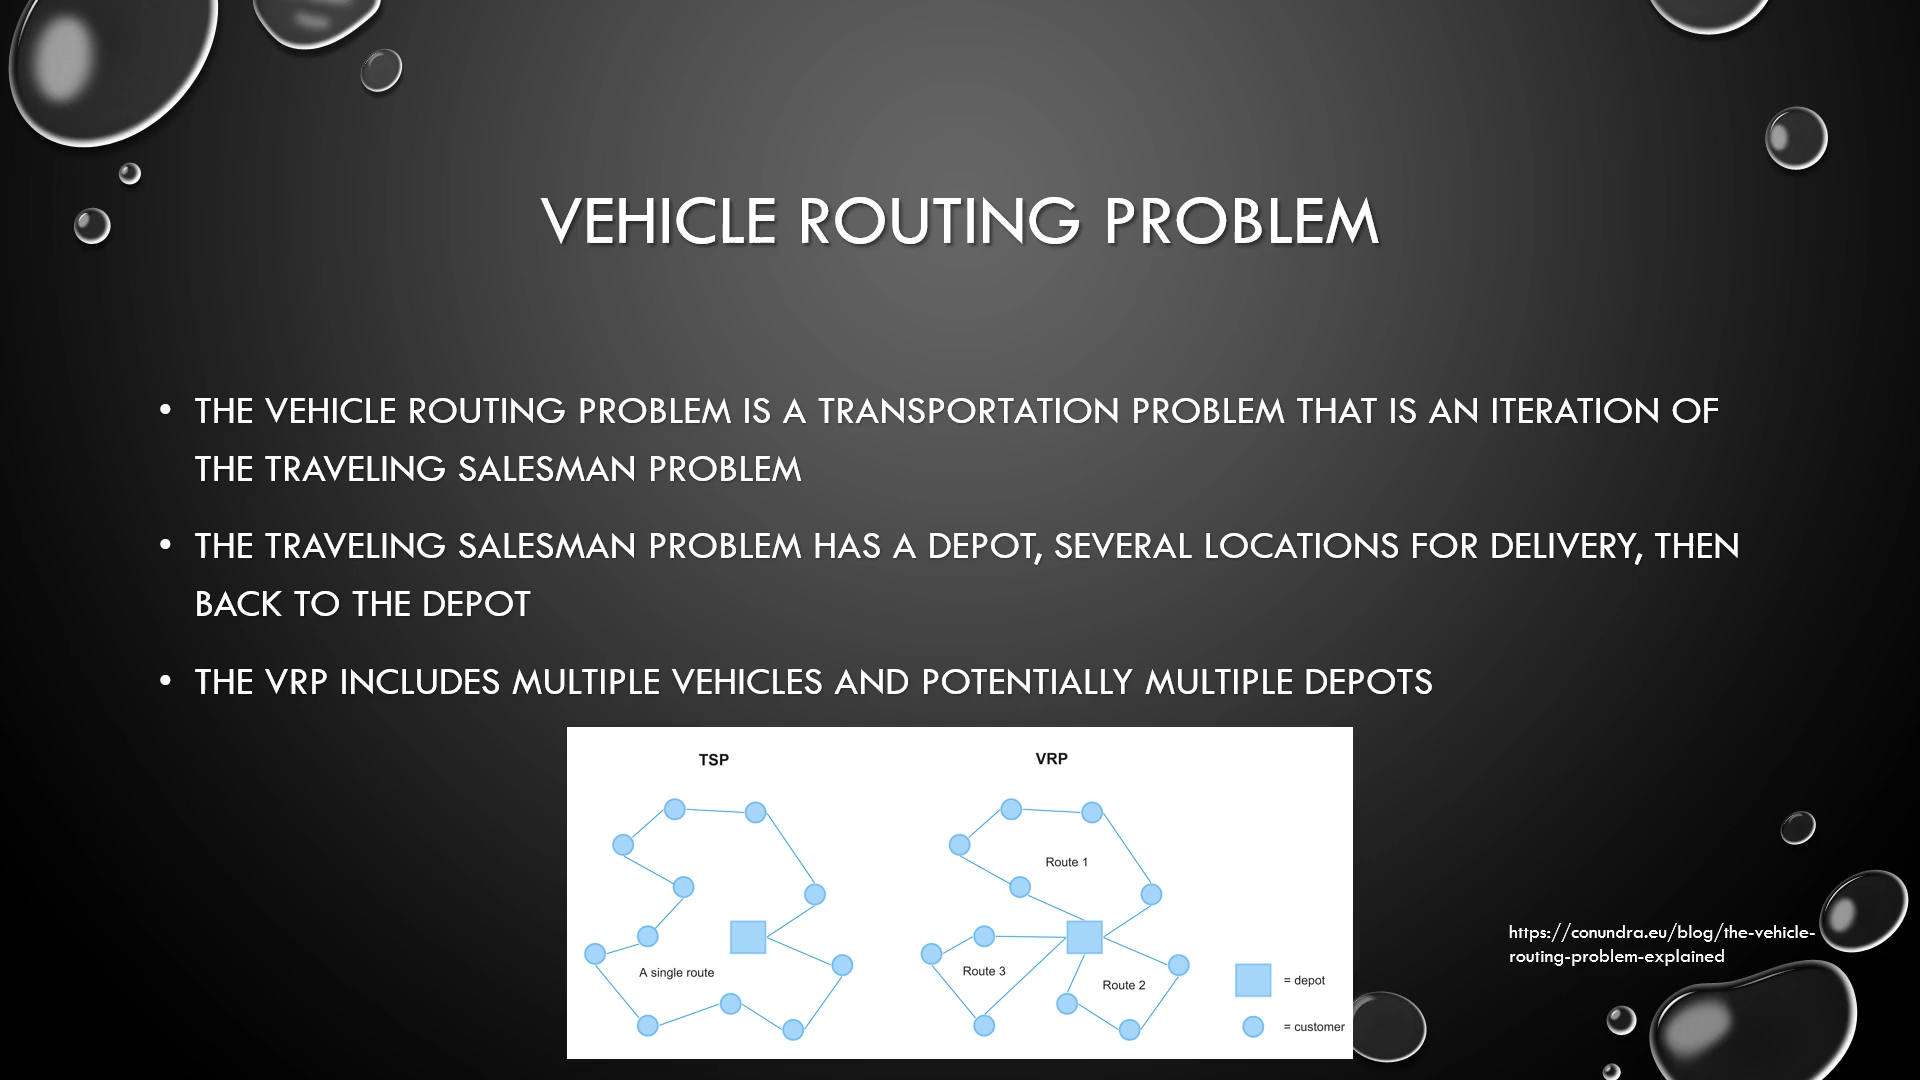 VEHICLE ROUTING PROBLEM
• THE VEHICLE ROUTING PROBLEM IS A TRANSPORTATION PROBLEM THAT IS AN ITERATION OF
THE TRAVELING SALESMAN PROBLEM
• THE TRAVELING SALESMAN PROBLEM HAS A DEPOT, SEVERAL LOCATIONS FOR DELIVERY, THEN
BACK TO THE DEPOT
• THE VRP INCLUDES MULTIPLE VEHICLES AND POTENTIALLY MULTIPLE DEPOTS
TSP
A single route
VRP
Route 1
Route 3
Route 2
= depot
= customer
https://conundra.eu/blog/the-vehicle-
routing-problem-explained